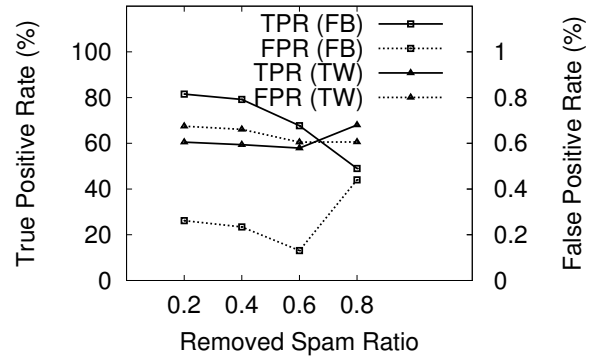 TPR (FB)
FPR (FB)
TPR (TW)
FPR (TW)
True Positive Rate (%)
100
80
60
40
20
0
False Positive Rate (%)
1
0.8
0.6
0.4
0.2
0
0.2 0.4 0.6 0.8
Removed Spam Ratio